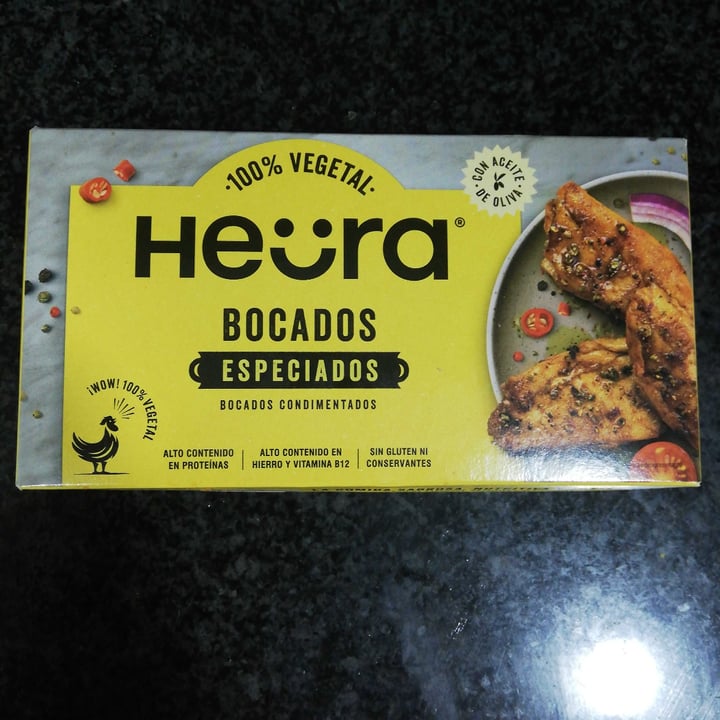 ·100% VEGETAL·
CON ACEITE
·DE OLIVA·
Heüra®
BOCADOS
ESPECIADOS
BOCADOS CONDIMENTADOS
¡WOW! 100% VEGETAL
ALTO CONTENIDO
EN PROTEÍNAS
ALTO CONTENIDO EN
HIERRO Y VITAMINA B12
SIN GLUTEN NI
CONSERVANTES